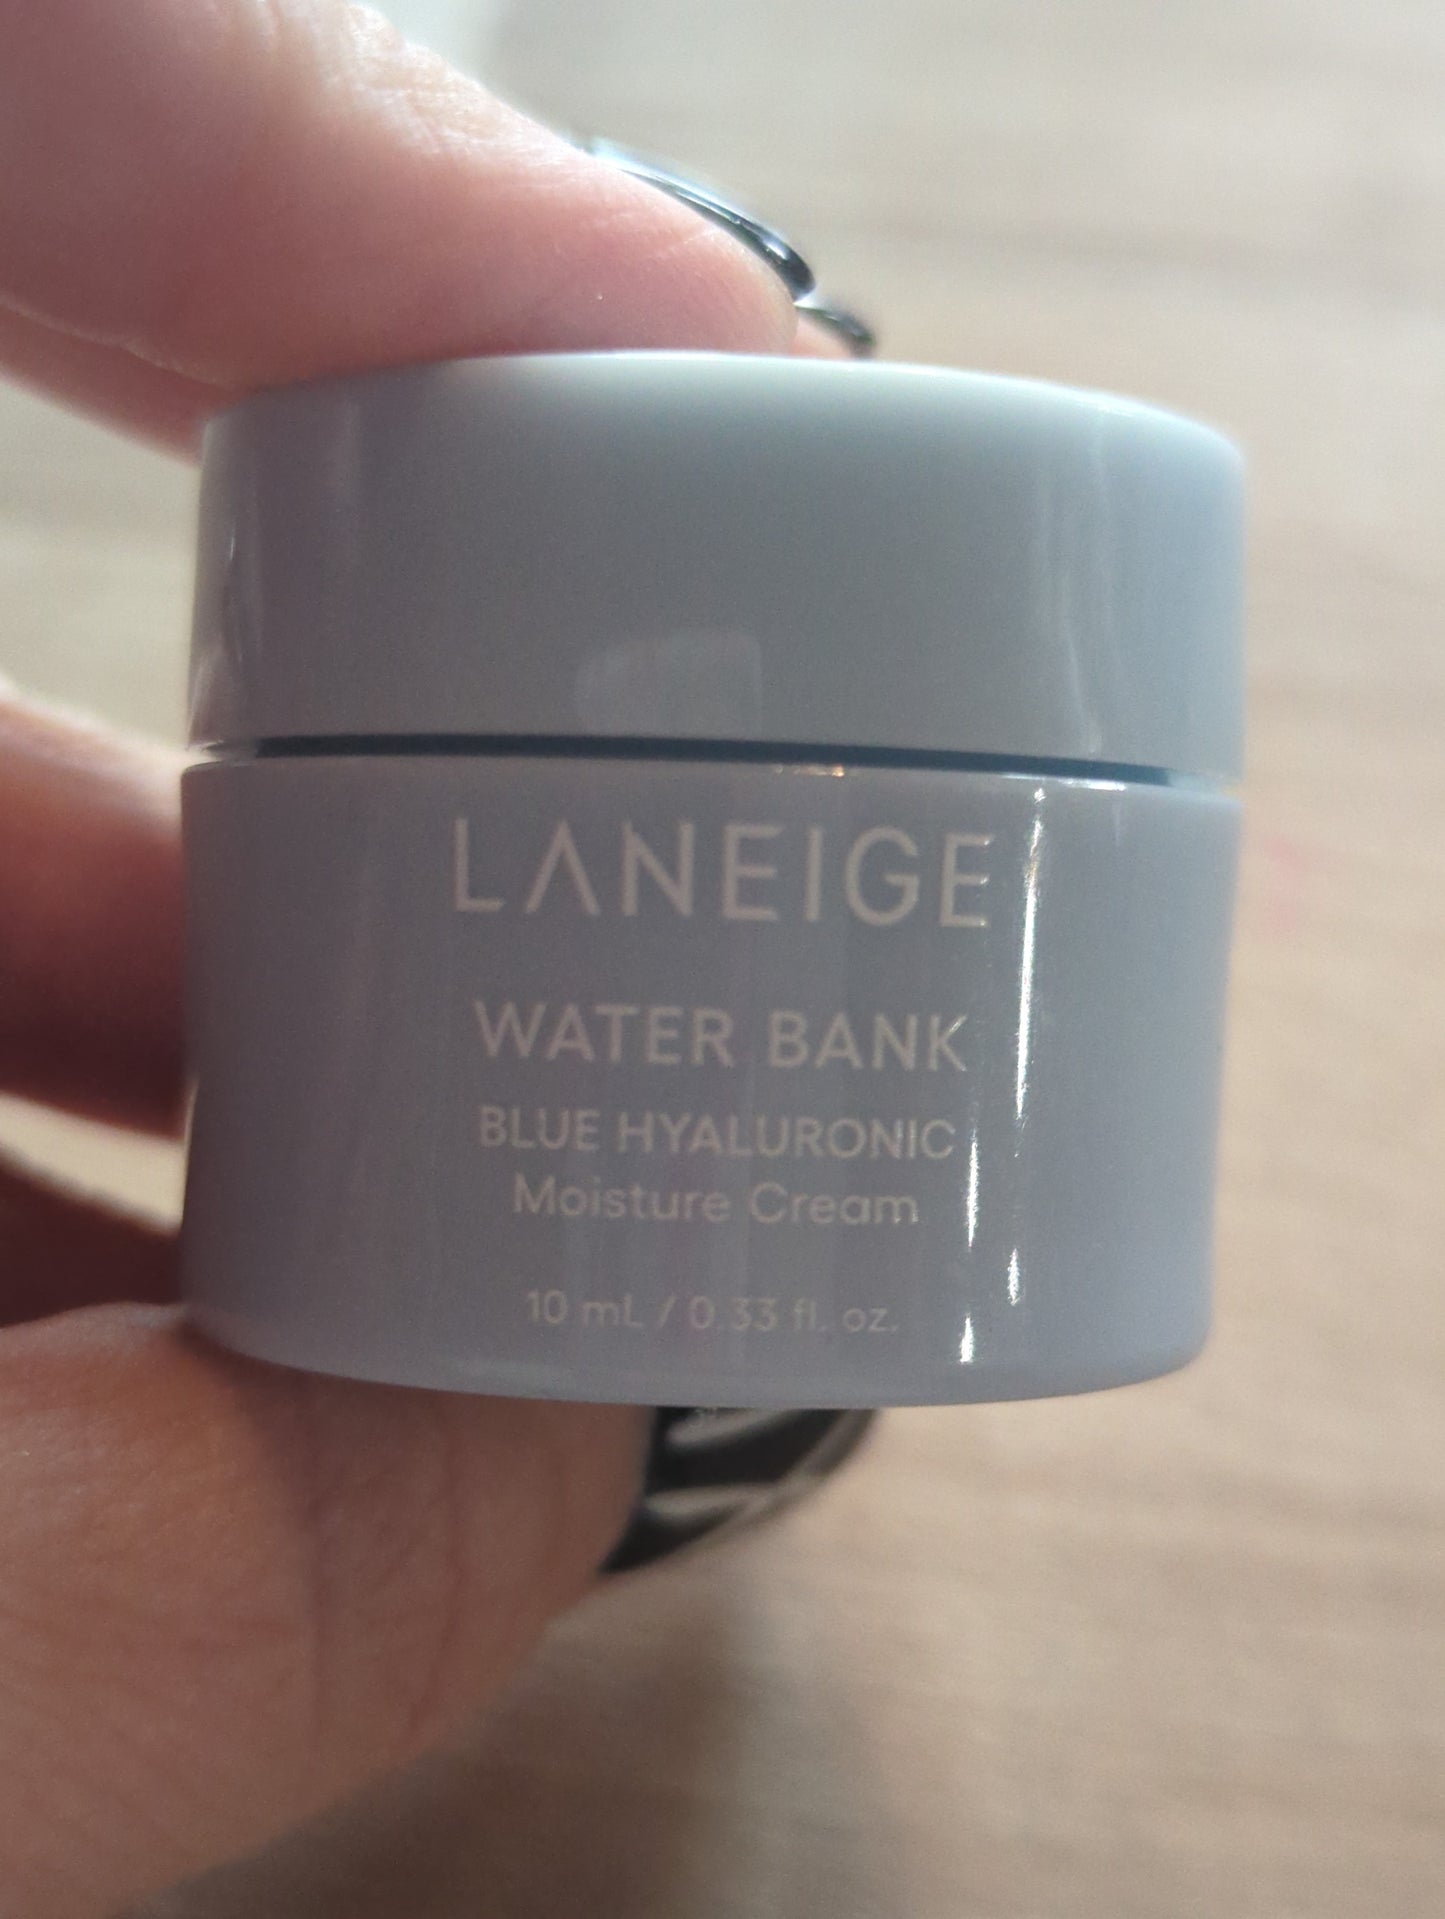 LANEIGE
WATER BANK
BLUE HYALURONIC
Moisture Cream
10 mL / 0.33 fl. oz.